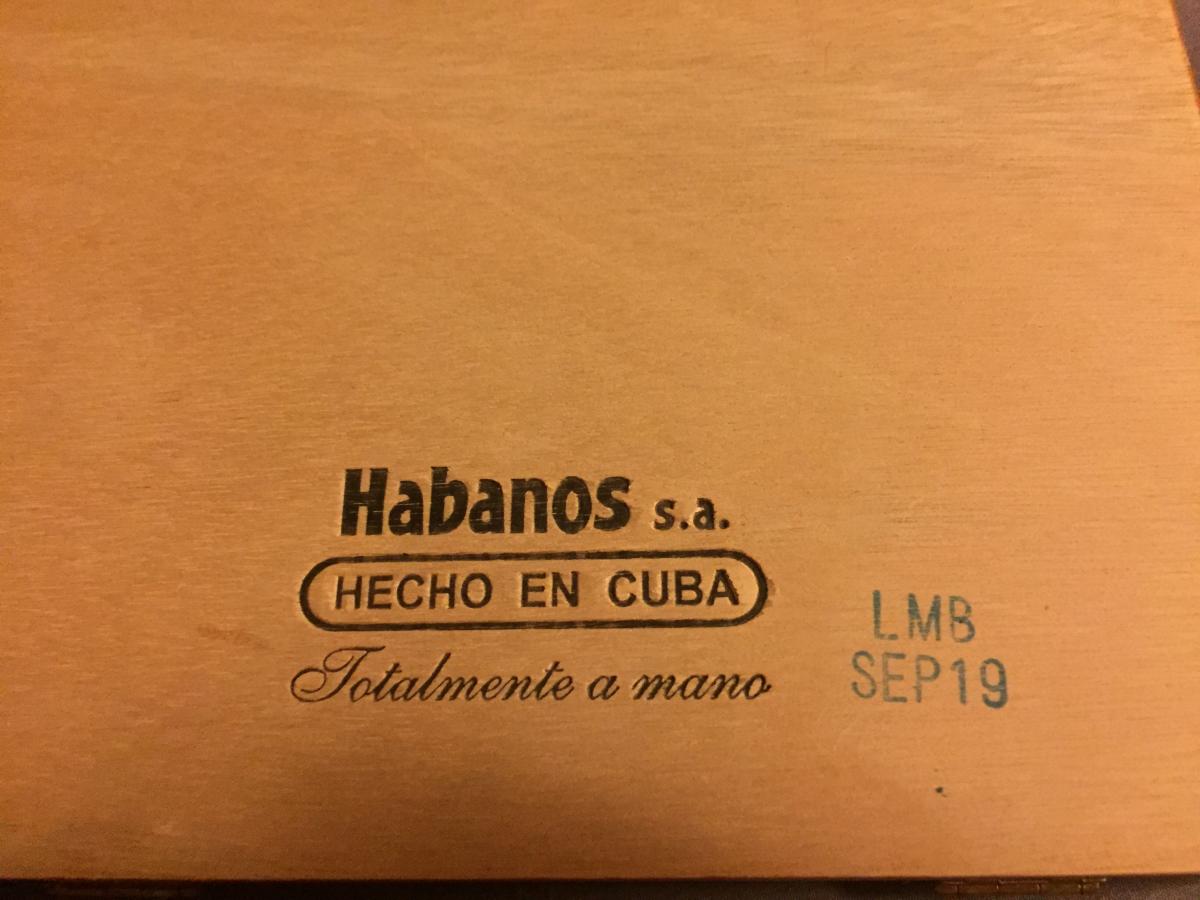 Habanos s.a.
HECHO EN CUBA
Totalmente a mano
LMB
SEP19